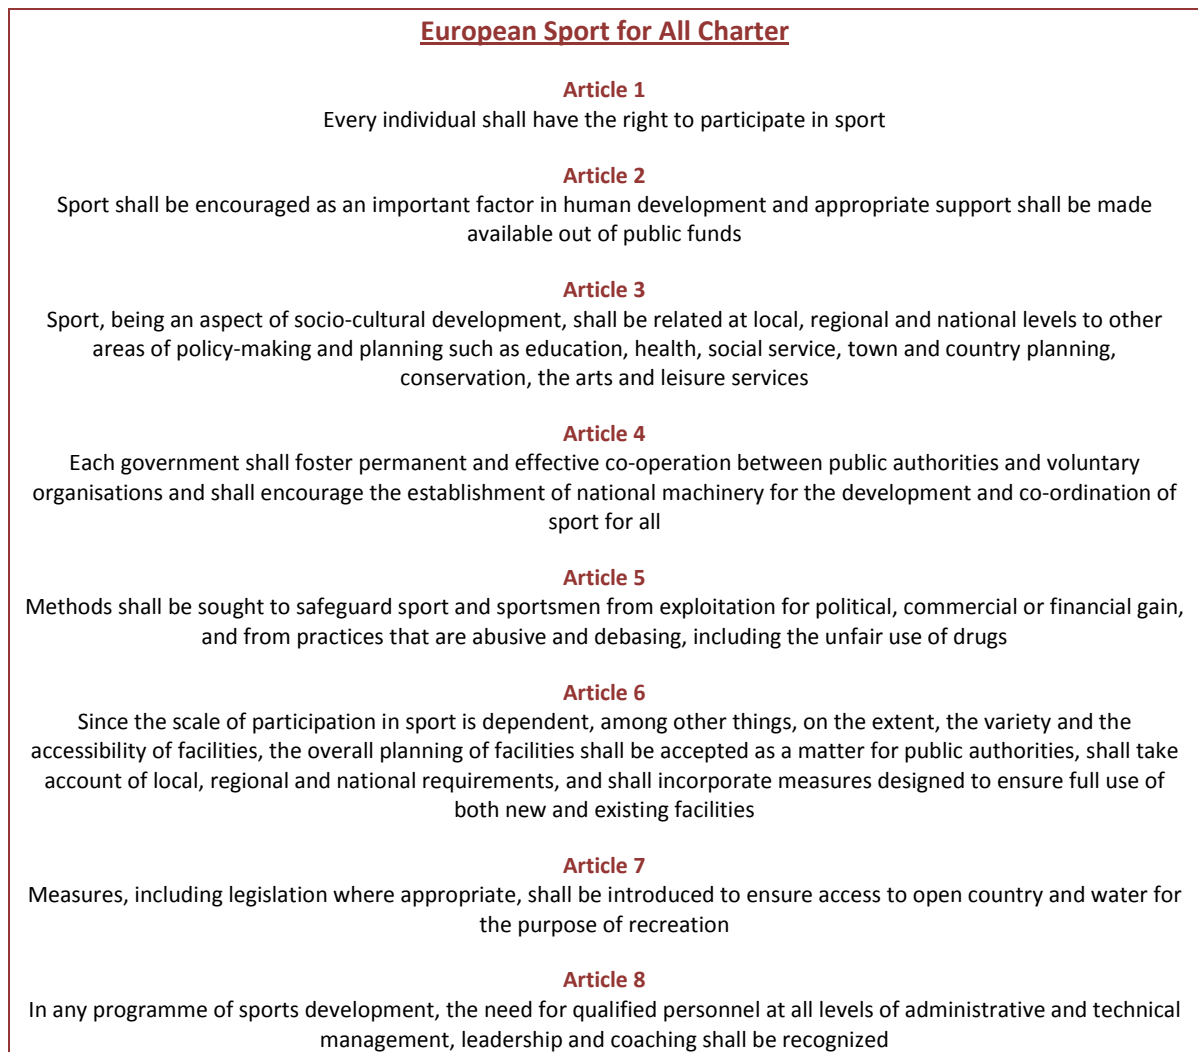 European Sport for All Charter
Article 1
Every individual shall have the right to participate in sport
Article 2
Sport shall be encouraged as an important factor in human development and appropriate support shall be made
available out of public funds
Article 3
Sport, being an aspect of socio-cultural development, shall be related at local, regional and national levels to other
areas of policy-making and planning such as education, health, social service, town and country planning,
conservation, the arts and leisure services
Article 4
Each government shall foster permanent and effective co-operation between public authorities and voluntary
organisations and shall encourage the establishment of national machinery for the development and co-ordination of
sport for all
Article 5
Methods shall be sought to safeguard sport and sportsmen from exploitation for political, commercial or financial gain,
and from practices that are abusive and debasing, including the unfair use of drugs
Article 6
Since the scale of participation in sport is dependent, among other things, on the extent, the variety and the
accessibility of facilities, the overall planning of facilities shall be accepted as a matter for public authorities, shall take
account of local, regional and national requirements, and shall incorporate measures designed to ensure full use of
both new and existing facilities
Article 7
Measures, including legislation where appropriate, shall be introduced to ensure access to open country and water for
the purpose of recreation
Article 8
In any programme of sports development, the need for qualified personnel at all levels of administrative and technical
management, leadership and coaching shall be recognized